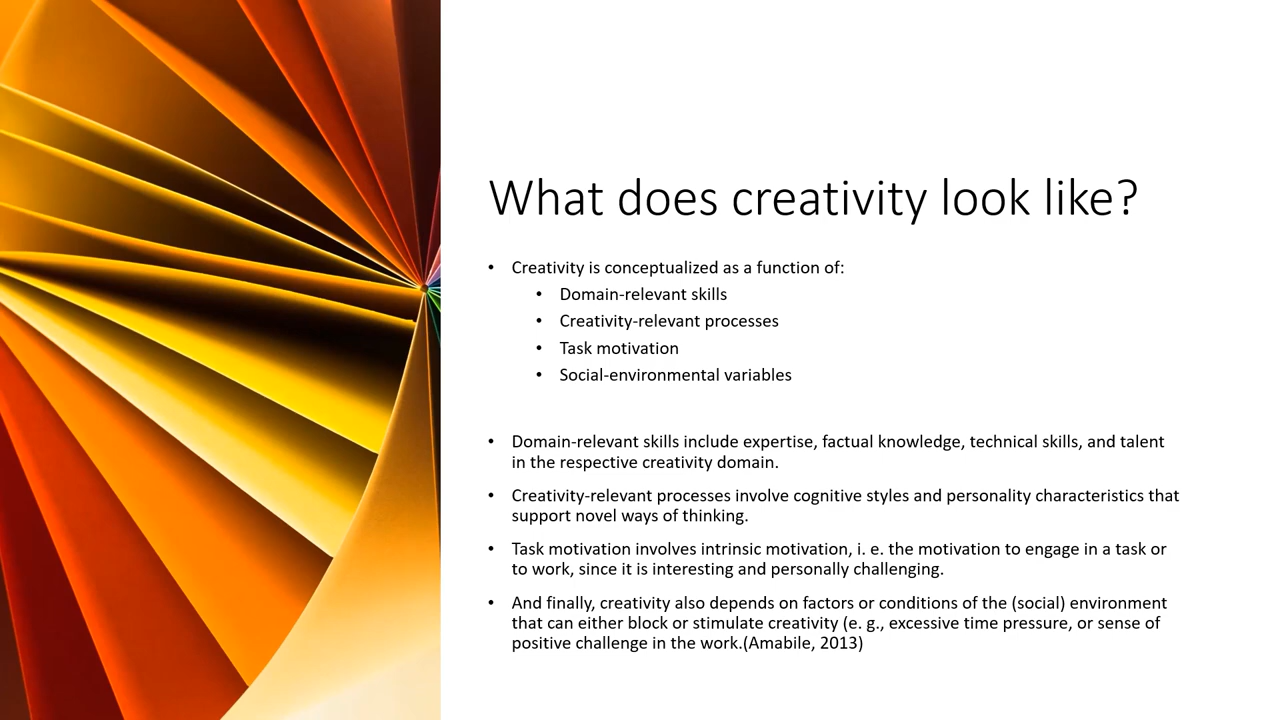 What does creativity look like?
• Creativity is conceptualized as a function of:
• Domain-relevant skills
• Creativity-relevant processes
• Task motivation
• Social-environmental variables
• Domain-relevant skills include expertise, factual knowledge, technical skills, and talent
in the respective creativity domain.
• Creativity-relevant processes involve cognitive styles and personality characteristics that
support novel ways of thinking.
• Task motivation involves intrinsic motivation, i. e. the motivation to engage in a task or
to work, since it is interesting and personally challenging.
• And finally, creativity also depends on factors or conditions of the (social) environment
that can either block or stimulate creativity (e. g., excessive time pressure, or sense of
positive challenge in the work.(Amabile, 2013)